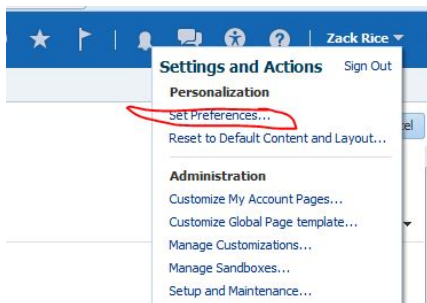 Zack Rice
Settings and Actions Sign Out
Personalization
Set Preferences...
Reset to Default Content and Layout...
el
Administration
Customize My Account Pages...
Customize Global Page template...
Manage Customizations...
Manage Sandboxes...
Setup and Maintenance...